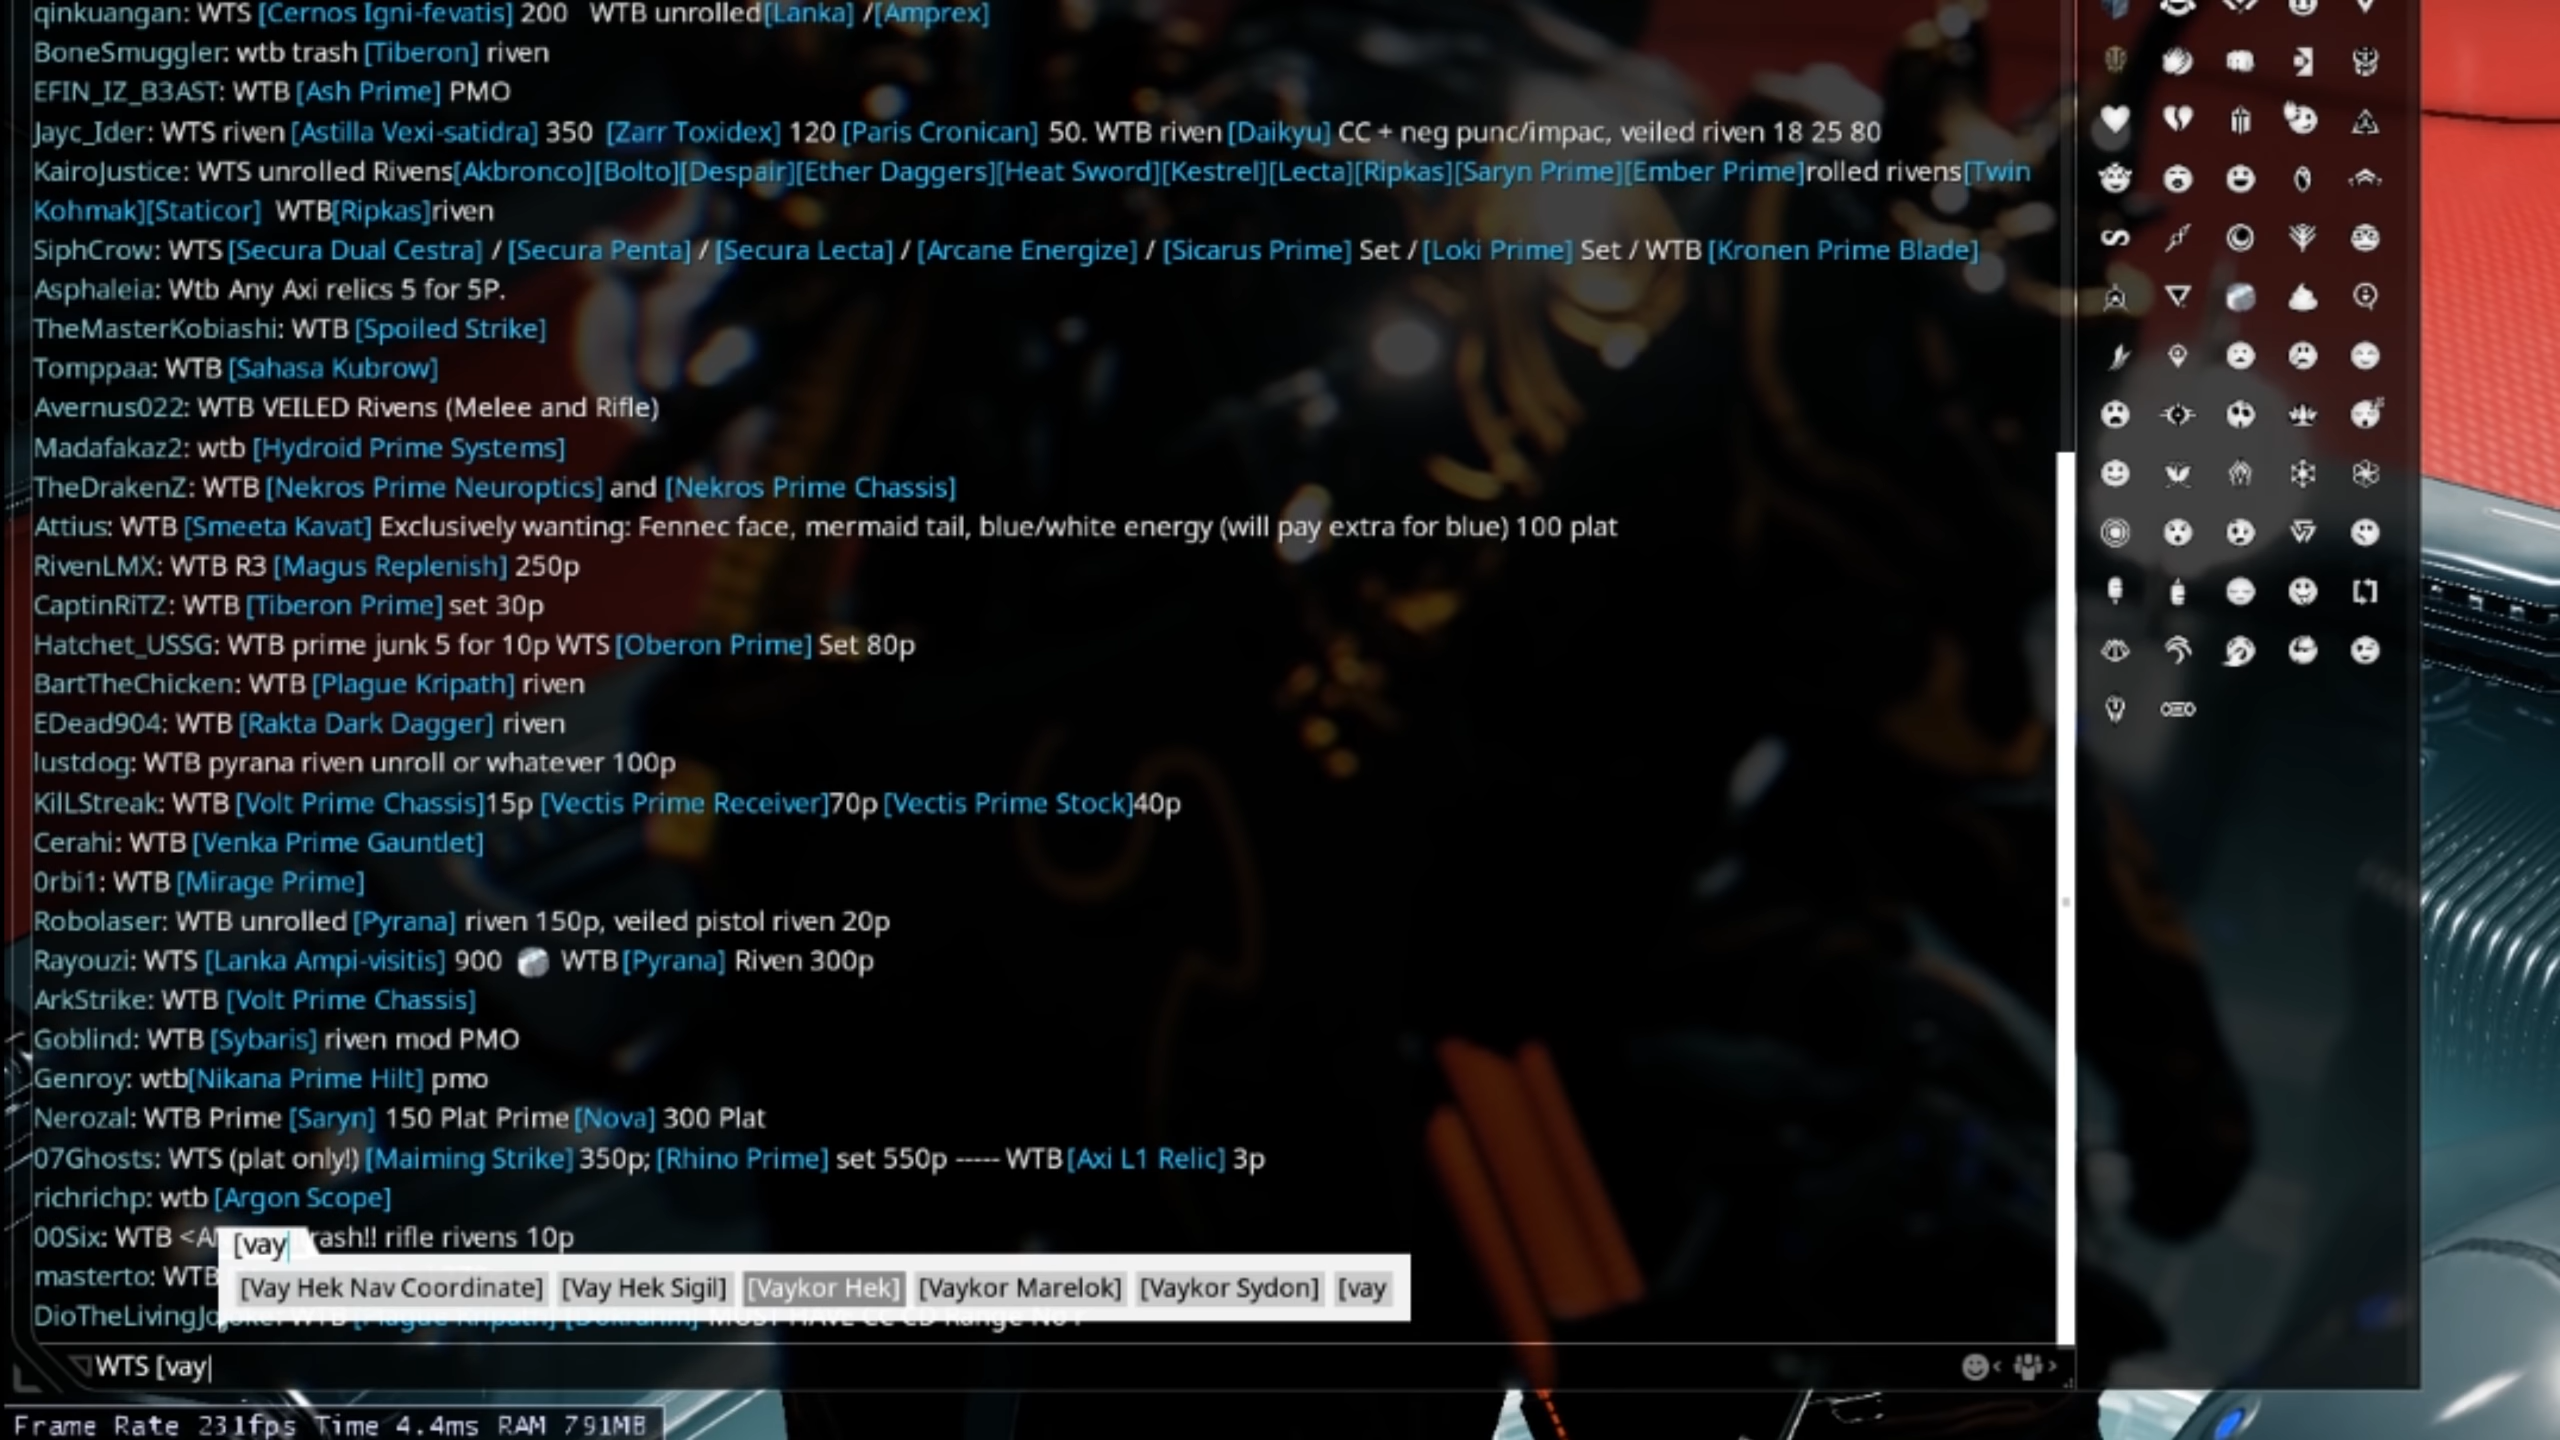 qinkuangan: WTS [Cernos Igni-fevatis] 200 WTB unrolled[Lanka] /[Amprex]
BoneSmuggler: wtb trash [Tiberon] riven
EFIN_IZ_B3AST: WTB [Ash Prime] PMO
Jayc_Ider: WTS riven [Astilla Vexi-satidra] 350 [Zarr Toxidex] 120 [Paris Cronican] 50. WTB riven [Daikyu] CC + neg punc/impac, veiled riven 18 25 80
KairoJustice: WTS unrolled Rivens[Akbronco][Bolto][Despair][Ether Daggers][Heat Sword][Kestrel][Lecta][Ripkas][Saryn Prime][Ember Prime]rolled rivens[Twin
Kohmak][Staticor] WTB[Ripkas]riven
SiphCrow: WTS [Secura Dual Cestra] / [Secura Penta] / [Secura Lecta] / [Arcane Energize] / [Sicarus Prime] Set / [Loki Prime] Set / WTB [Kronen Prime Blade]
Asphaleia: Wtb Any Axi relics 5 for 5P.
TheMasterKobiashi: WTB [Spoiled Strike]
Tomppaa: WTB [Sahasa Kubrow]
Avernus022: WTB VEILED Rivens (Melee and Rifle)
Madafakaz2: wtb [Hydroid Prime Systems]
TheDrakenZ: WTB [Nekros Prime Neuroptics] and [Nekros Prime Chassis]
Attius: WTB [Smeeta Kavat] Exclusively wanting: Fennec face, mermaid tail, blue/white energy (will pay extra for blue) 100 plat
RivenLMX: WTB R3 [Magus Replenish] 250p
CaptinRiTZ: WTB [Tiberon Prime] set 30p
Hatchet_USSG: WTB prime junk 5 for 10p WTS [Oberon Prime] Set 80p
BartTheChicken: WTB [Plague Kripath] riven
EDead904: WTB [Rakta Dark Dagger] riven
lustdog: WTB pyrana riven unroll or whatever 100p
KilLStreak: WTB [Volt Prime Chassis]15p [Vectis Prime Receiver]70p [Vectis Prime Stock]40p
Cerahi: WTB [Venka Prime Gauntlet]
0rbi1: WTB [Mirage Prime]
Robolaser: WTB unrolled [Pyrana] riven 150p, veiled pistol riven 20p
Rayouzi: WTS [Lanka Ampi-visitis] 900 WTB [Pyrana] Riven 300p
ArkStrike: WTB [Volt Prime Chassis]
Goblind: WTB [Sybaris] riven mod PMO
Genroy: wtb[Nikana Prime Hilt] pmo
Nerozal: WTB Prime [Saryn] 150 Plat Prime [Nova] 300 Plat
07Ghosts: WTS (plat only!) [Maiming Strike] 350p; [Rhino Prime] set 550p ----- WTB [Axi L1 Relic] 3p
richrichp: wtb [Argon Scope]
00Six: WTB rash!! rifle rivens 10p
[vay
masterto: WTB
[Vay Hek Nav Coordinate] [Vay Hek Sigil] [Vaykor Hek] [Vaykor Marelok] [Vaykor Sydon] [vay
WTS [vay
Frame Rate 231fps Time 4.4ms RAM 791MB